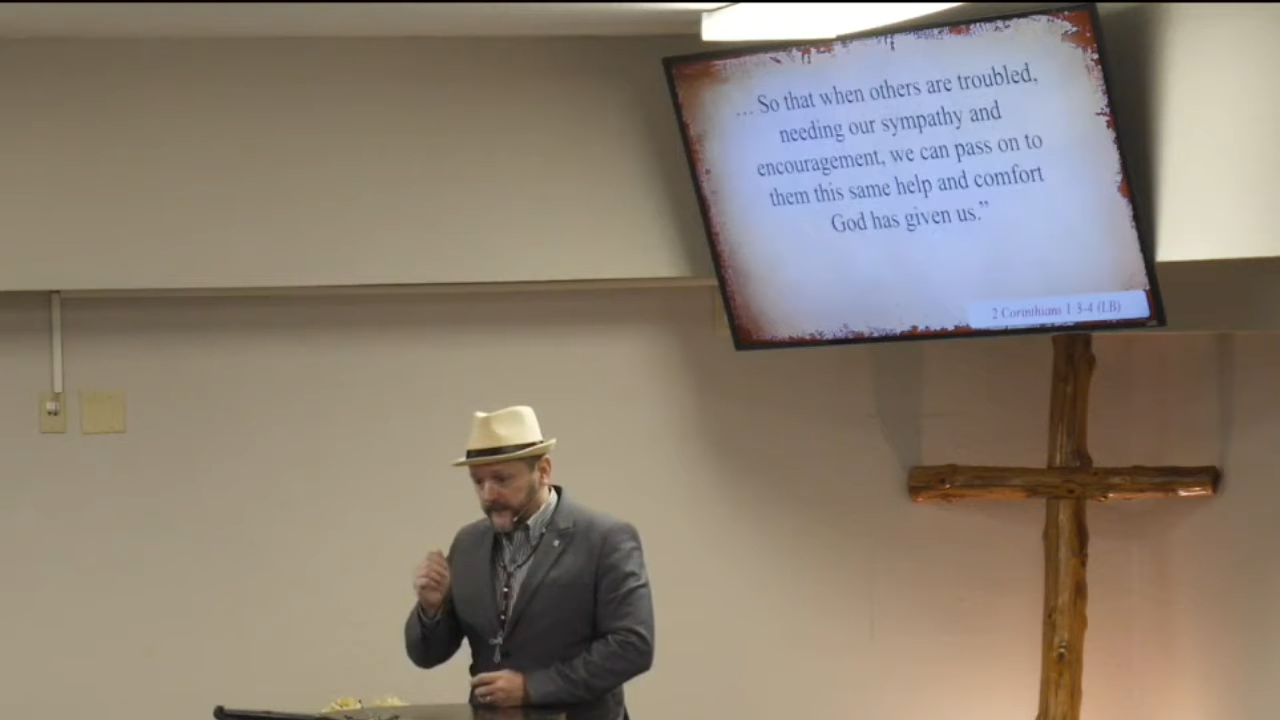 ... So that when others are troubled,
needing our sympathy and
encouragement, we can pass on to
them this same help and comfort
God has given us.”
2 Corinthians 1 3-4 (LB)